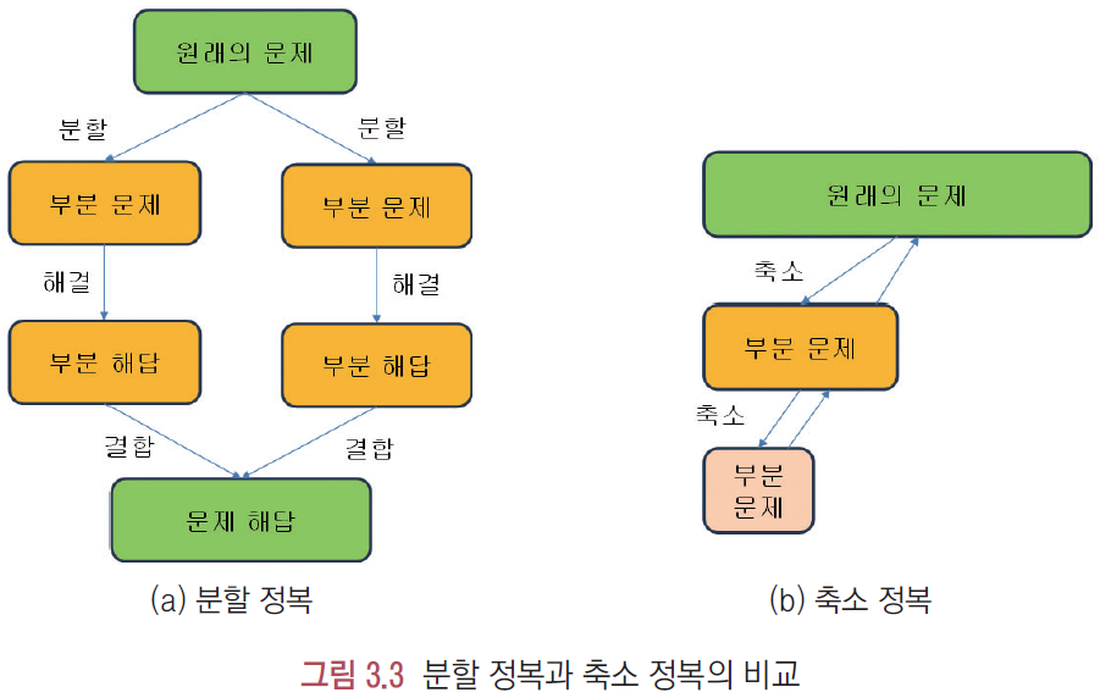 원래의 문제
분할
분할
부분 문제
부분 문제
해결
해결
부분 해답
부분 해답
결합
결합
문제 해답
(a) 분할 정복
원래의 문제
축소
부분 문제
축소
부분
문제
(b) 축소 정복
그림 3.3 분할 정복과 축소 정복의 비교